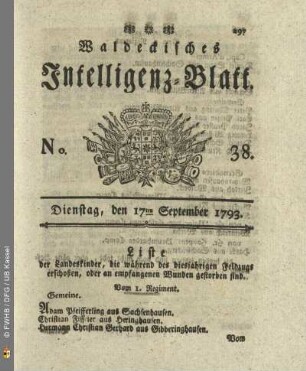 297
Waldeckisches
Intelligenz-Blatt.
No. 38.
Dienstag, den 17ten September 1793.
Liste
der Landeskinder, die während des diesjährigen Feldzugs
erschossen, oder an empfangenen Wunden gestorben sind.
Vom 1. Regiment.
Gemeine.
Adam Pfeifferling aus Sachsenhausen.
Christian aus Heringhausen.
Hermann Christian Gerhard aus Gibberinghausen.
Vom
© FWHB / DFG / UB Kassel